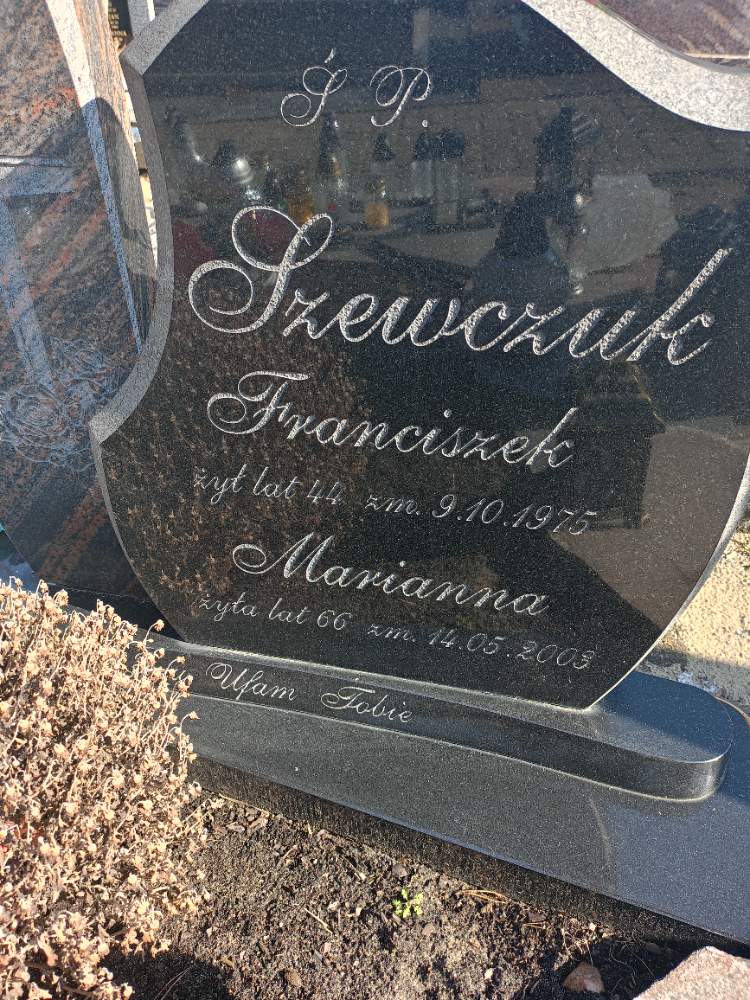 Ś P.
Szewczuk
Franciszek
żył lat 44 zm. 9.10.1975
Marianna
żyła lat 66 zm. 14.05.2003
Ufam Tobie